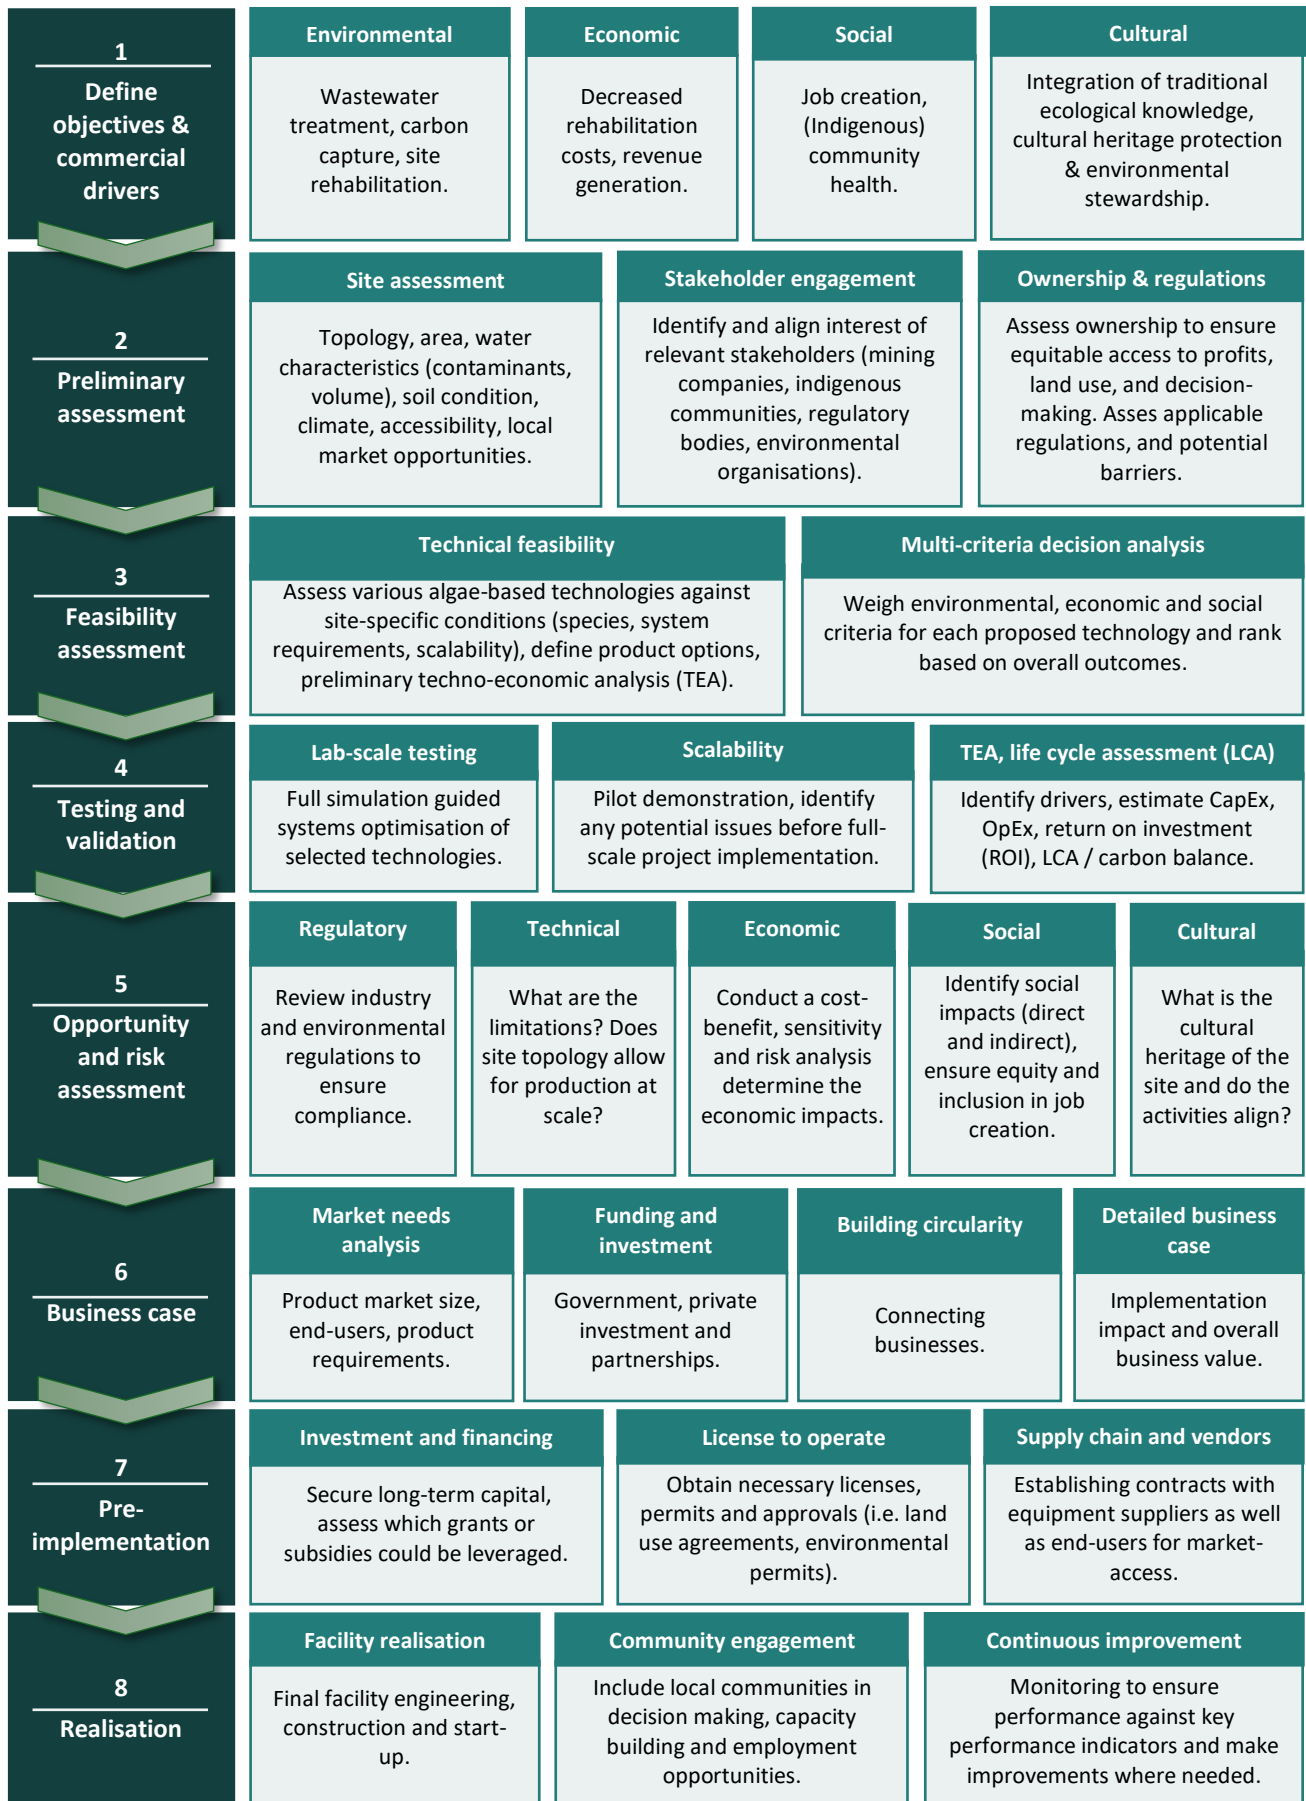 1
Define
objectives &
commercial
drivers
Environmental
Wastewater
treatment, carbon
capture, site
rehabilitation.
Economic
Decreased
rehabilitation
costs, revenue
generation.
Social
Job creation,
(Indigenous)
community
health.
Cultural
Integration of traditional
ecological knowledge,
cultural heritage protection
& environmental
stewardship.
2
Preliminary
assessment
Site assessment
Topology, area, water
characteristics (contaminants,
volume), soil condition,
climate, accessibility, local
market opportunities.
Stakeholder engagement
Identify and align interest of
relevant stakeholders (mining
companies, indigenous
communities, regulatory
bodies, environmental
organisations).
Ownership & regulations
Assess ownership to ensure
equitable access to profits,
land use, and decision-
making. Asses applicable
regulations, and potential
barriers.
3
Feasibility
assessment
Technical feasibility
Assess various algae-based technologies against
site-specific conditions (species, system
requirements, scalability), define product options,
preliminary techno-economic analysis (TEA).
Multi-criteria decision analysis
Weigh environmental, economic and social
criteria for each proposed technology and rank
based on overall outcomes.
4
Testing and
validation
Lab-scale testing
Full simulation guided
systems optimisation of
selected technologies.
Scalability
Pilot demonstration, identify
any potential issues before full-
scale project implementation.
TEA, life cycle assessment (LCA)
Identify drivers, estimate CapEx,
OpEx, return on investment
(ROI), LCA / carbon balance.
5
Opportunity
and risk
assessment
Regulatory
Review industry
and environmental
regulations to
ensure
compliance.
Technical
What are the
limitations? Does
site topology allow
for production at
scale?
Economic
Conduct a cost-
benefit, sensitivity
and risk analysis
determine the
economic impacts.
Social
Identify social
impacts (direct
and indirect),
ensure equity and
inclusion in job
creation.
Cultural
What is the
cultural
heritage of the
site and do the
activities align?
6
Business case
Market needs
analysis
Product market size,
end-users, product
requirements.
Funding and
investment
Government, private
investment and
partnerships.
Building circularity
Connecting
businesses.
Detailed business
case
Implementation
impact and overall
business value.
7
Pre-
implementation
Investment and financing
Secure long-term capital,
assess which grants or
subsidies could be leveraged.
License to operate
Obtain necessary licenses,
permits and approvals (i.e. land
use agreements, environmental
permits).
Supply chain and vendors
Establishing contracts with
equipment suppliers as well
as end-users for market-
access.
8
Realisation
Facility realisation
Final facility engineering,
construction and start-
up.
Community engagement
Include local communities in
decision making, capacity
building and employment
opportunities.
Continuous improvement
Monitoring to ensure
performance against key
performance indicators and make
improvements where needed.